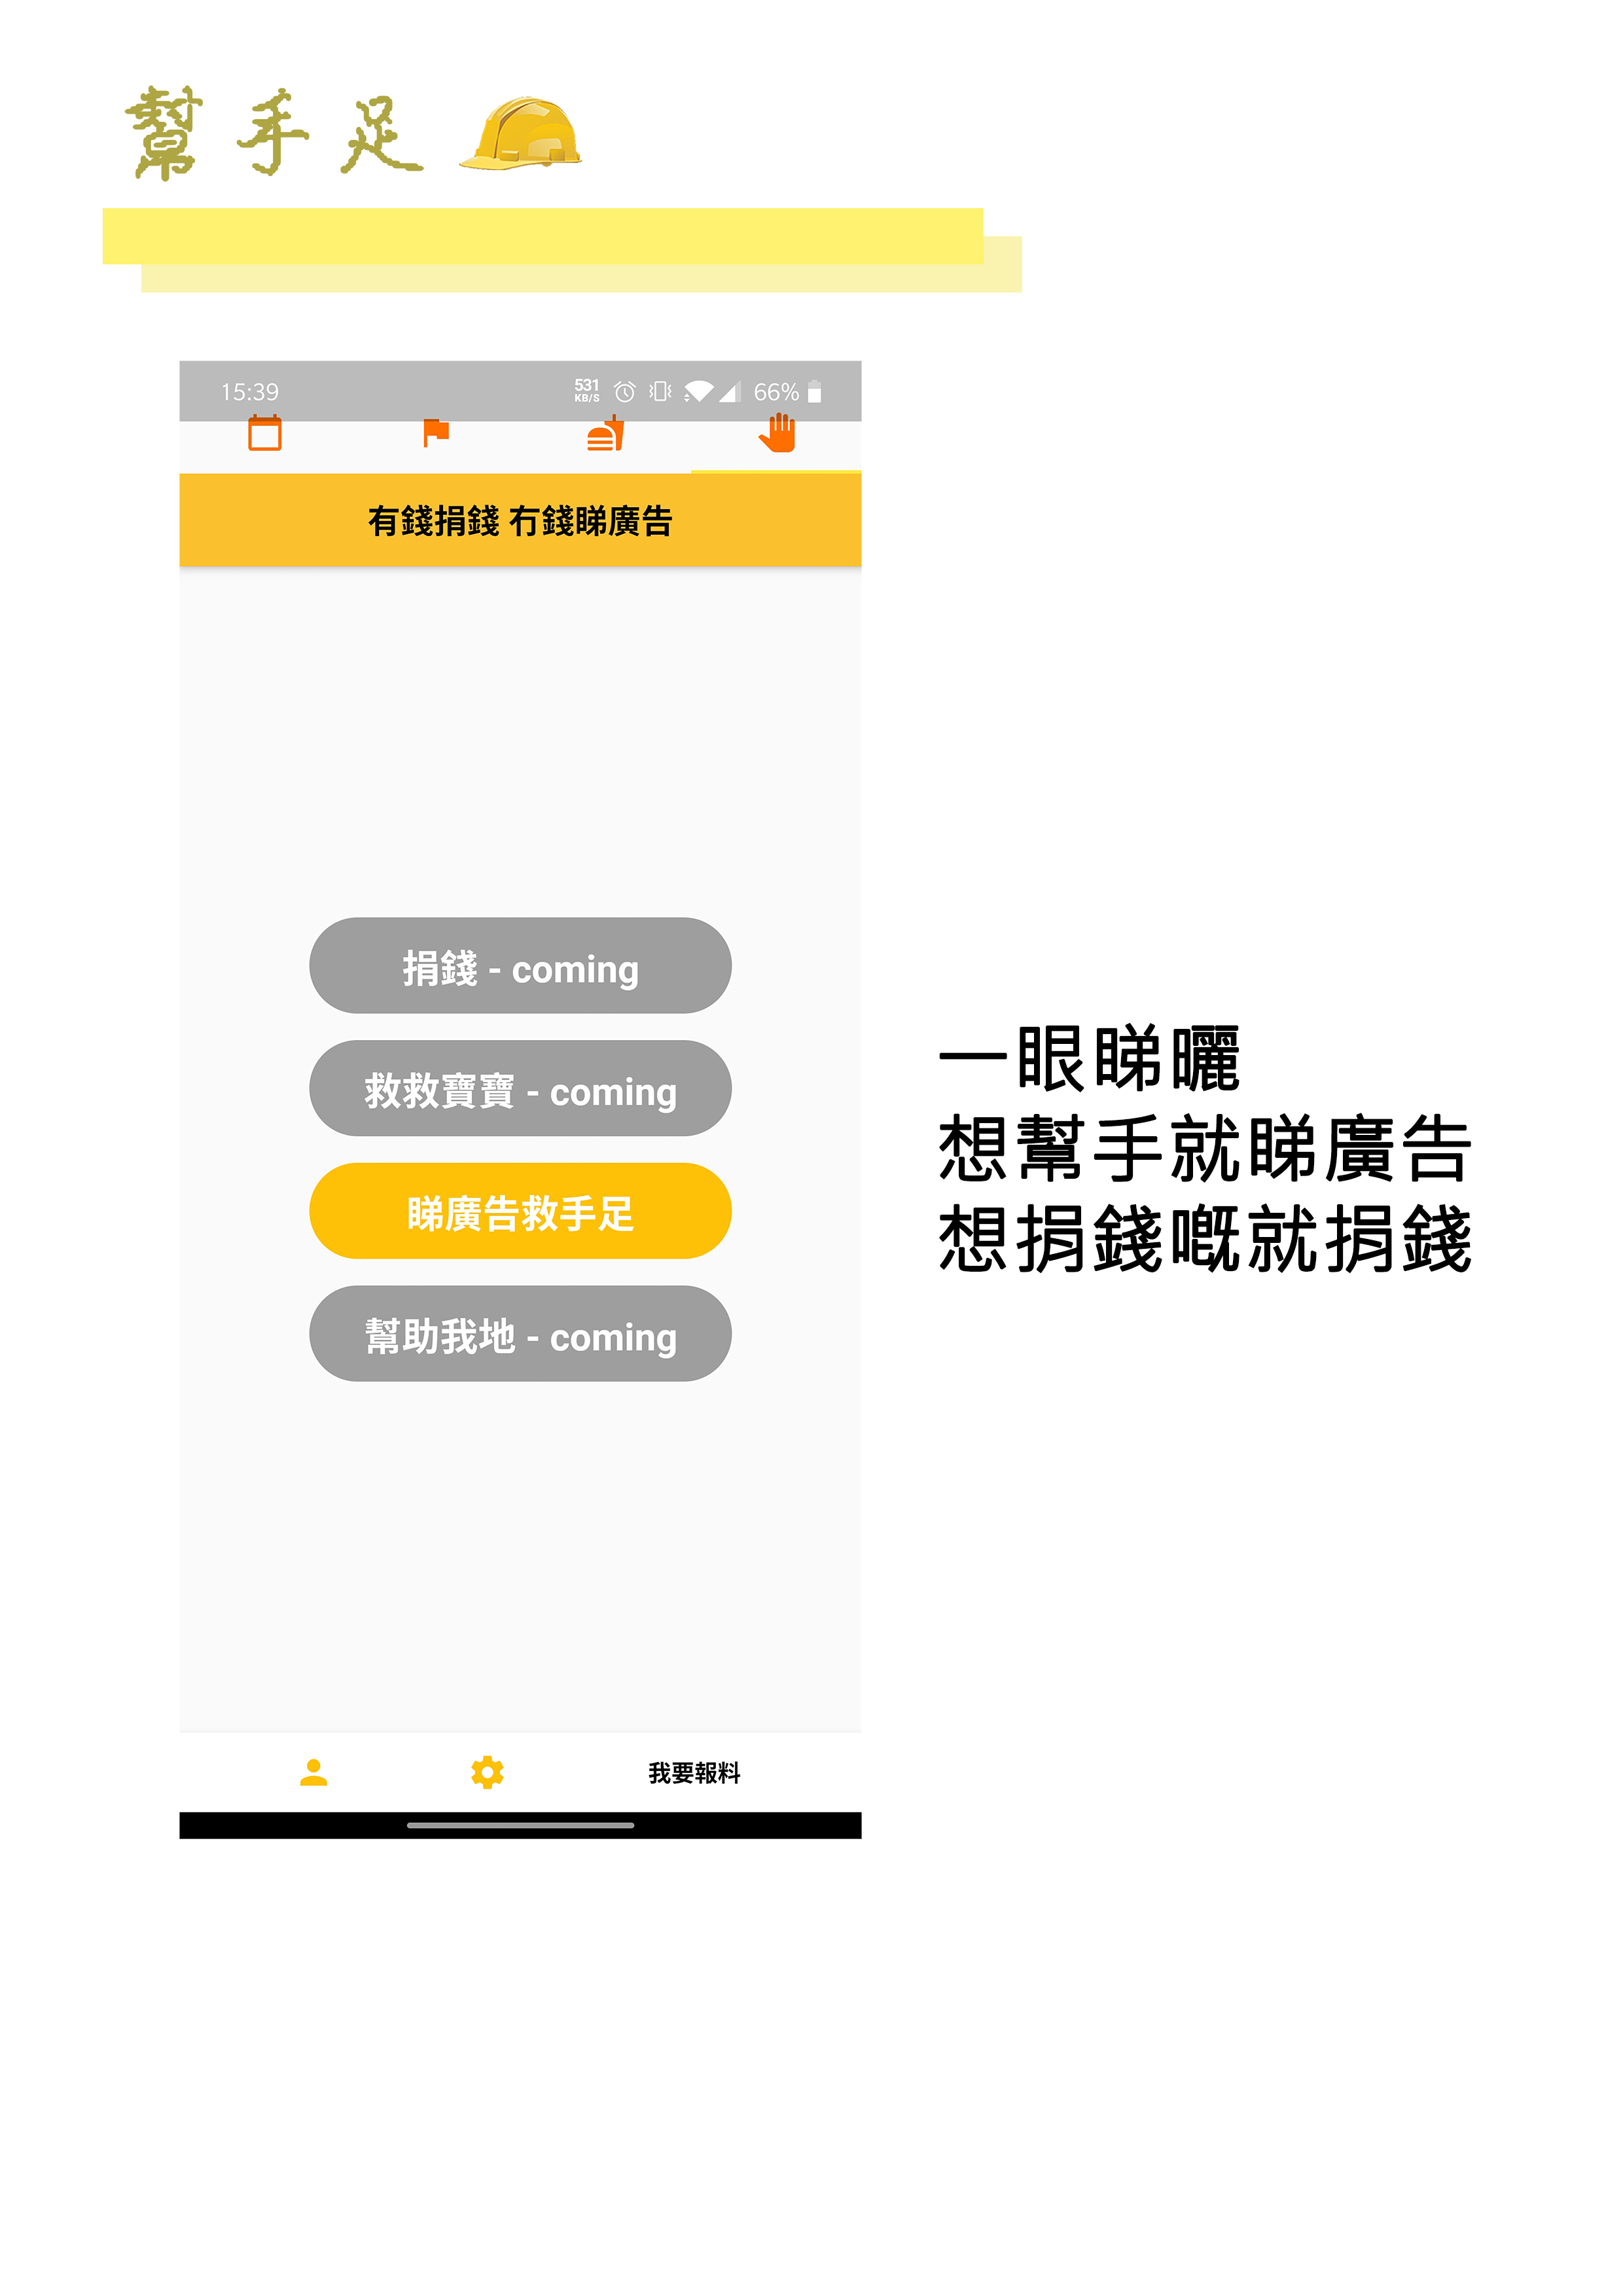 幫手足
15:39 531 KB/S 66%
有錢捐錢 冇錢睇廣告
捐錢 - coming
救救寶寶 - coming
睇廣告救手足
幫助我地 - coming
一眼睇曬
想幫手就睇廣告
想捐錢嘅就捐錢
我要報料